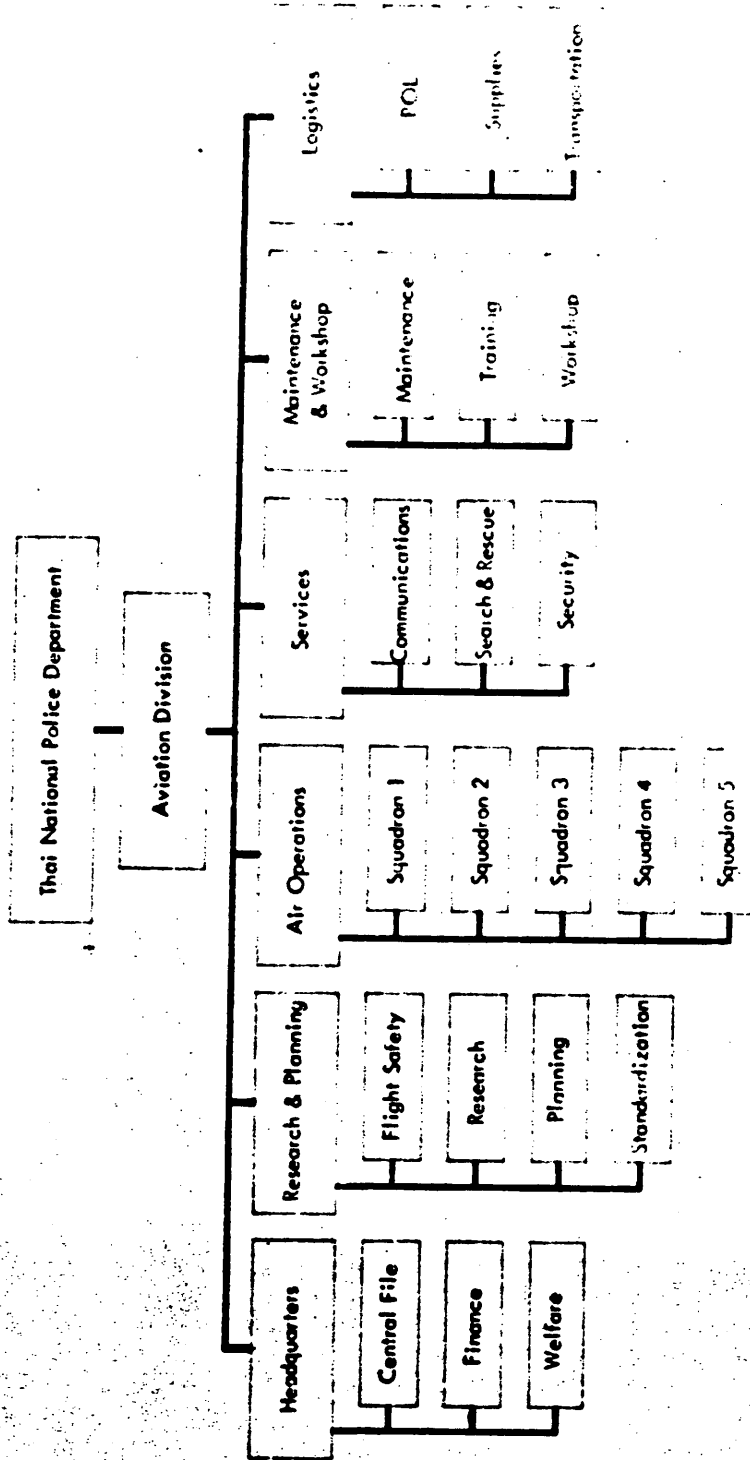 Thai National Police Department
Aviation Division
Headquarters
Central File
Finance
Welfare
Research & Planning
Flight Safety
Research
Planning
Standardization
Air Operations
Squadron 1
Squadron 2
Squadron 3
Squadron 4
Squadron 5
Services
Communications
Search & Rescue
Security
Maintenance
& Workshop
Maintenance
Training
Workshop
Logistics
POL
Supplies
Transportation